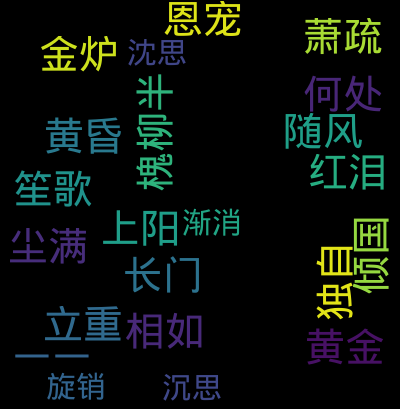 恩宠
萧疏
金炉
沈思
何处
槐柳半
随风
黄昏
红泪
笙歌
上阳
渐消
倾国
尘满
长门
独自
立重
相如
黄金
一一
旋销
沉思